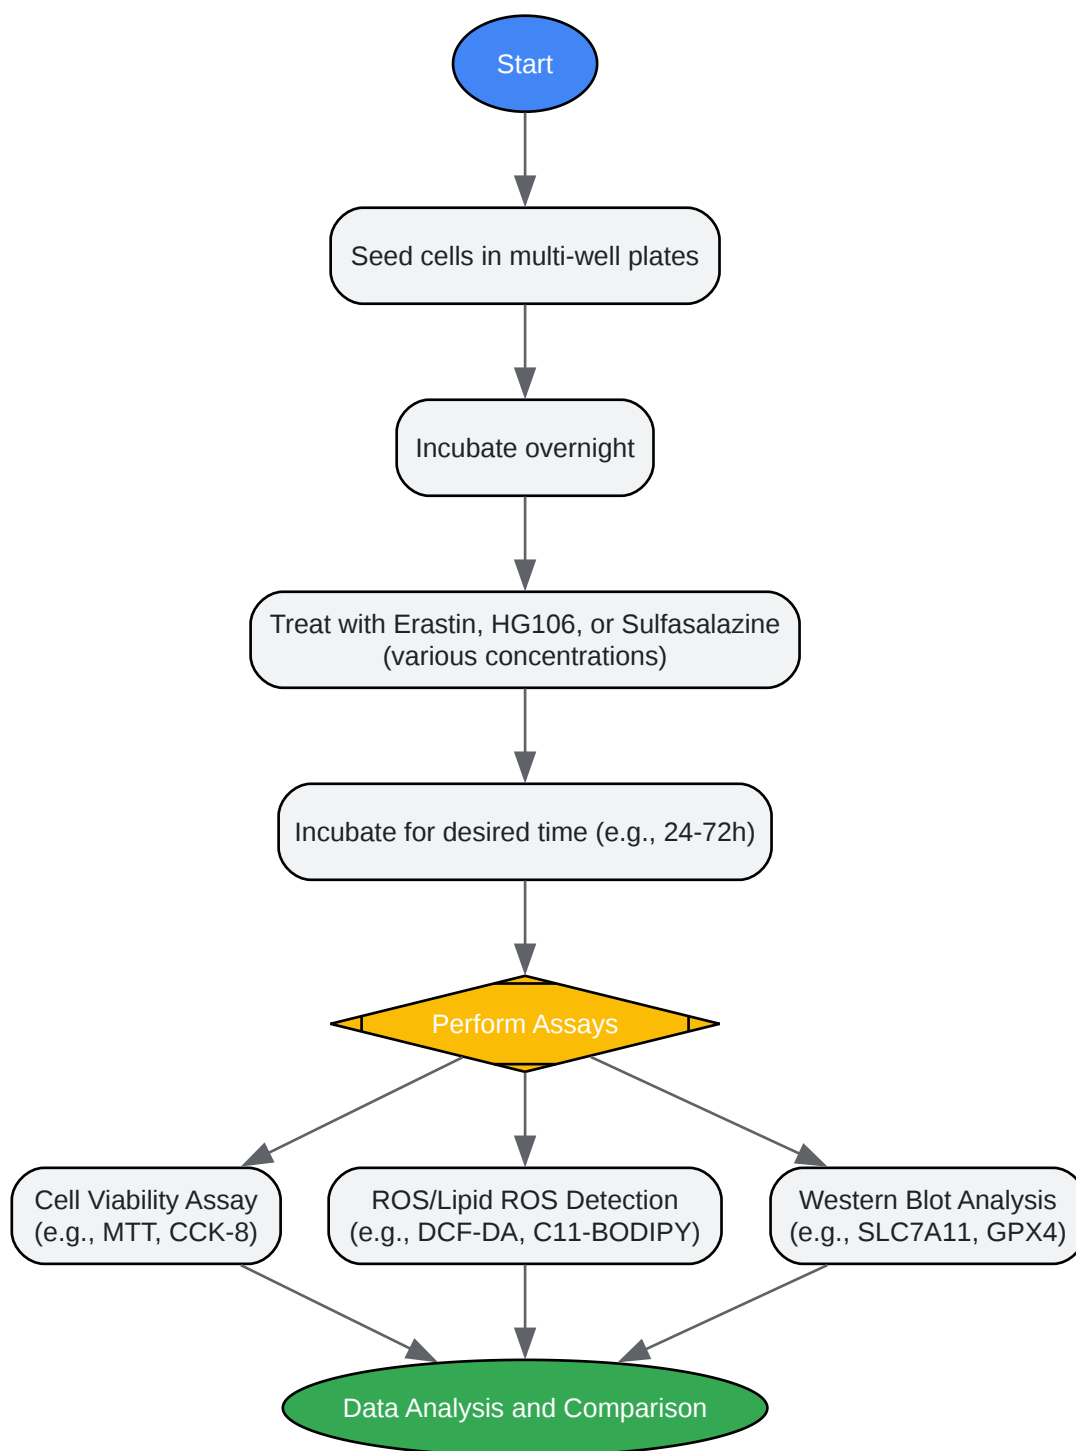 Start
Seed cells in multi-well plates
Incubate overnight
Treat with Erastin, HG106, or Sulfasalazine
(various concentrations)
Incubate for desired time (e.g., 24-72h)
Perform Assays
Cell Viability Assay
(e.g., MTT, CCK-8)
ROS/Lipid ROS Detection
(e.g., DCF-DA, C11-BODIPY)
Western Blot Analysis
(e.g., SLC7A11, GPX4)
Data Analysis and Comparison